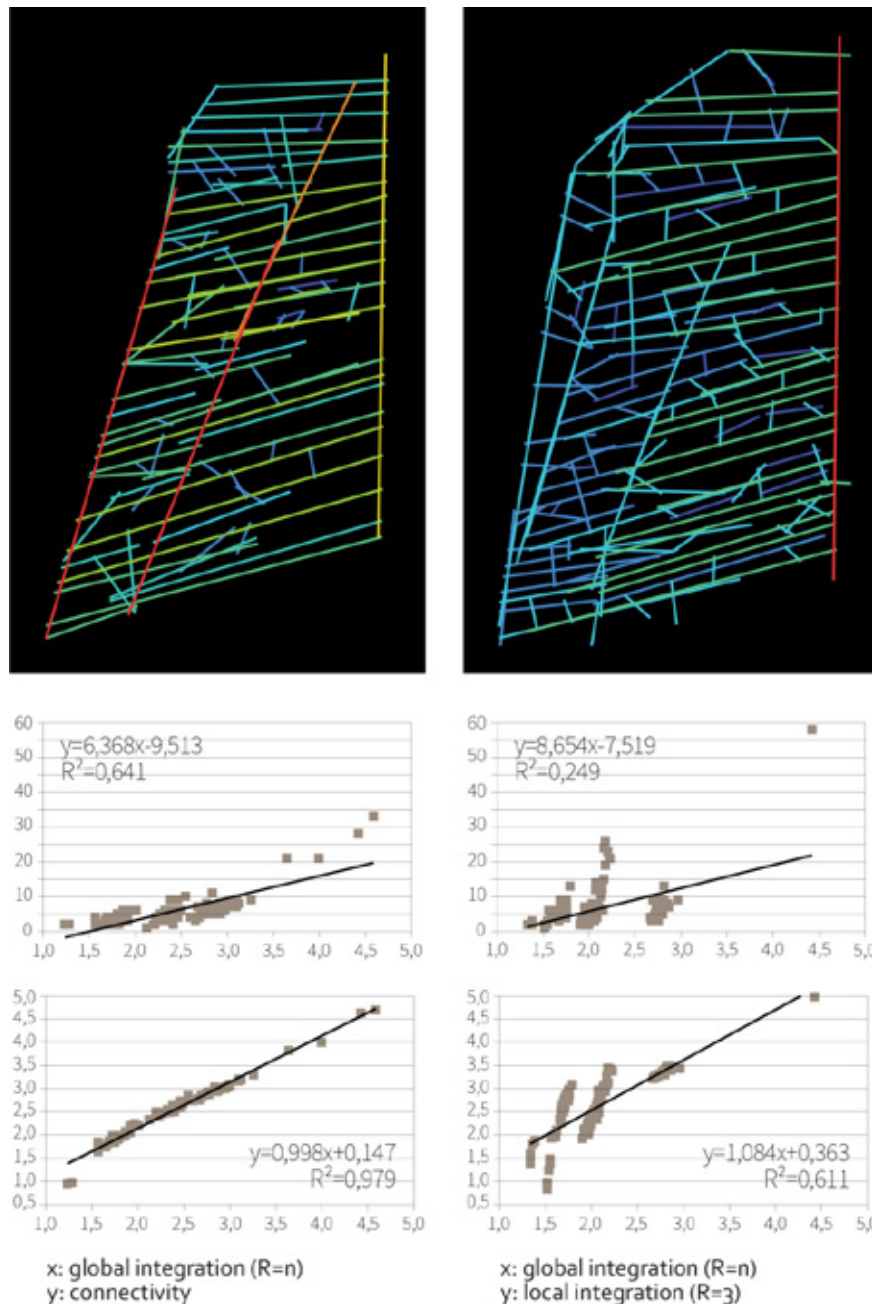 60
50
40
30
20
10
0
y=6,368x-9,513
R²=0,641
1,0 1,5 2,0 2,5 3,0 3,5 4,0 4,5 5,0
60
50
40
30
20
10
0
y=8,654x-7,519
R²=0,249
1,0 1,5 2,0 2,5 3,0 3,5 4,0 4,5 5,0
5,0
4,5
4,0
3,5
3,0
2,5
2,0
1,5
1,0
0,5
y=0,998x+0,147
R²=0,979
1,0 1,5 2,0 2,5 3,0 3,5 4,0 4,5 5,0
5,0
4,5
4,0
3,5
3,0
2,5
2,0
1,5
1,0
0,5
y=1,084x+0,363
R²=0,611
1,0 1,5 2,0 2,5 3,0 3,5 4,0 4,5 5,0
x: global integration (R=n)
y: connectivity
x: global integration (R=n)
y: local integration (R=3)